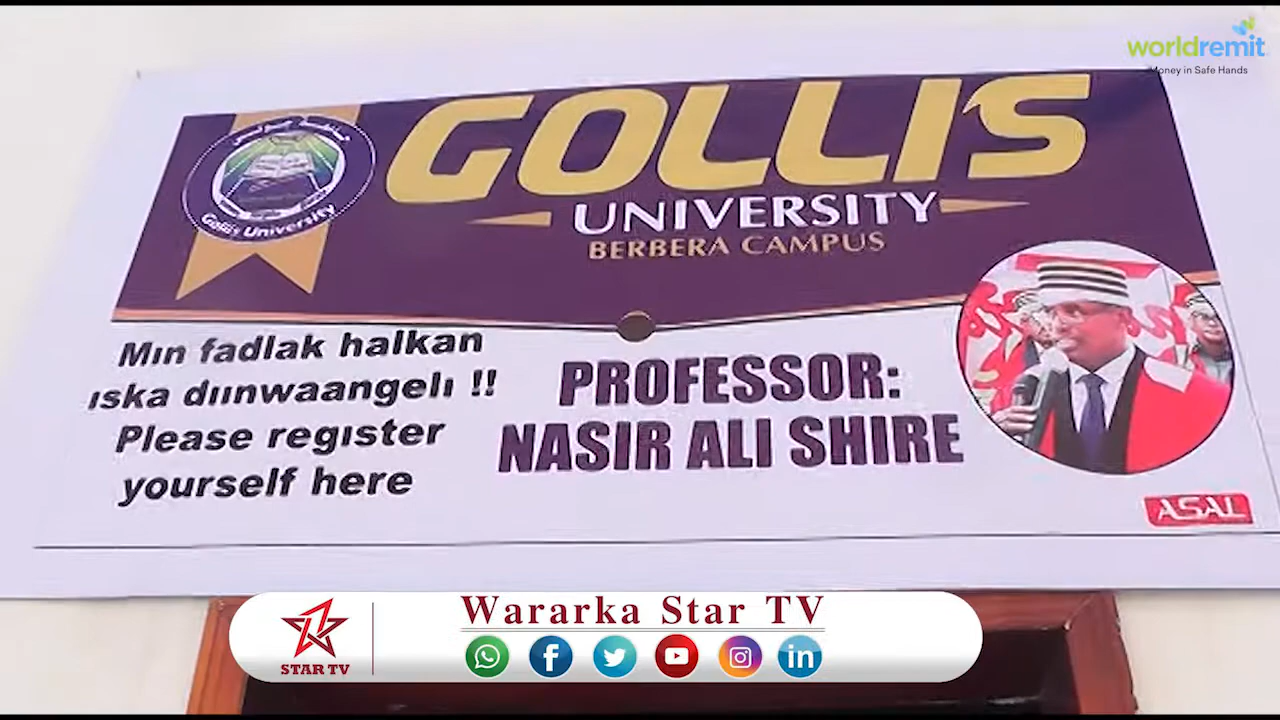 worldremit
Money in Safe Hands
GOLLIS
UNIVERSITY
BERBERA CAMPUS
Gollis University
Min fadlak halkan
iska diinwaangeli !!
Please register
yourself here
PROFESSOR:
NASIR ALI SHIRE
ASAL
STAR TV
Wararka Star TV